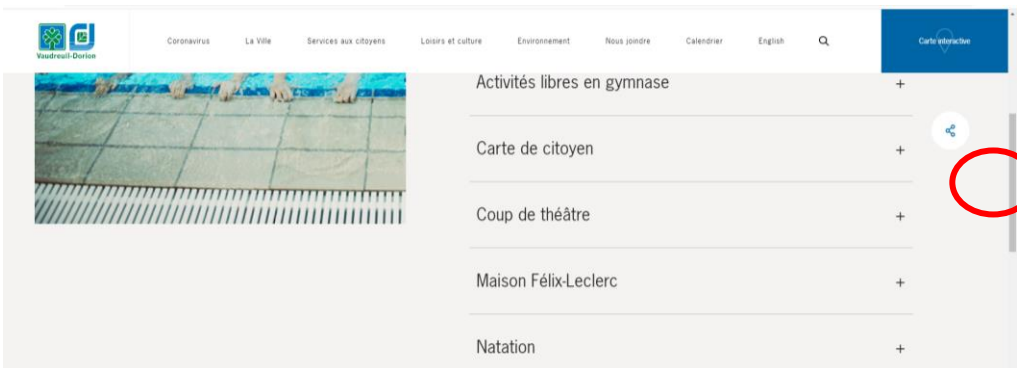 Vaudreuil-Dorion
Coronavirus La Ville Services aux citoyens Loisirs et culture Environnement Nous joindre Calendrier English Carte interactive
Activités libres en gymnase +
Carte de citoyen +
Coup de théâtre +
Maison Félix-Leclerc +
Natation +